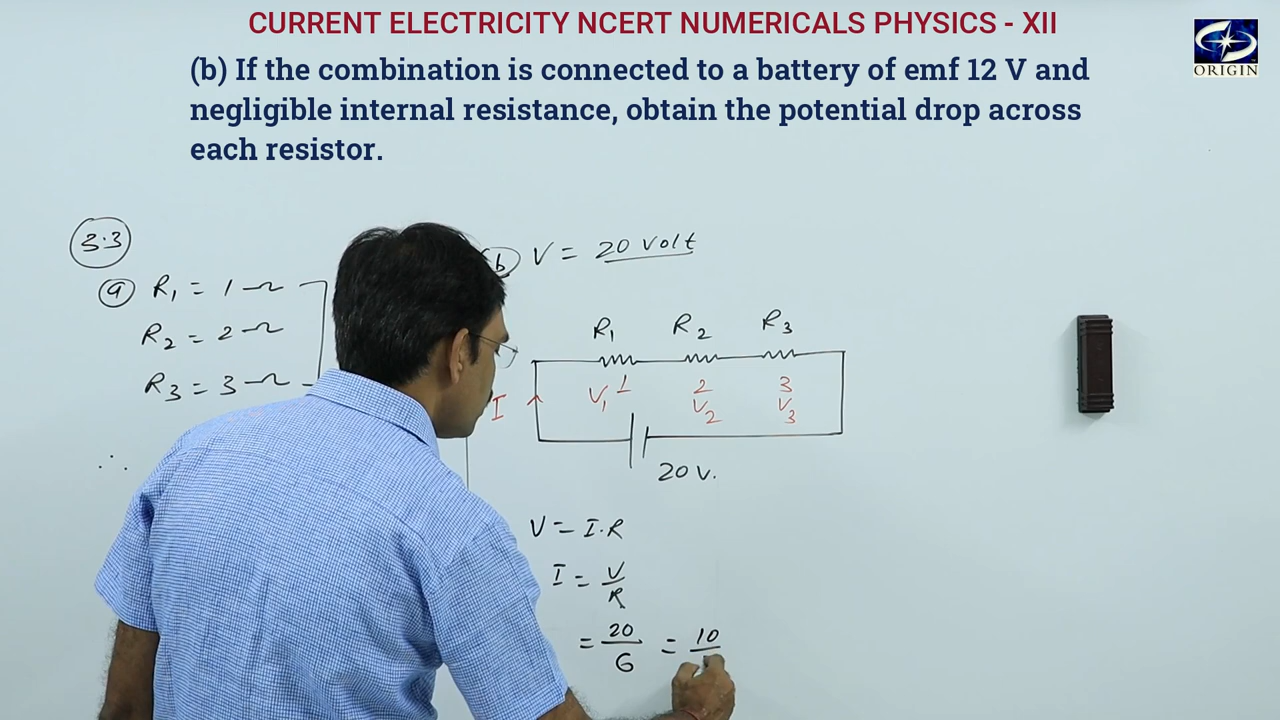 CURRENT ELECTRICITY NCERT NUMERICALS PHYSICS - XII
ORIGIN
(b) If the combination is connected to a battery of emf 12 V and
negligible internal resistance, obtain the potential drop across
each resistor.
3.3
(a) R₁ = 1 Ω
R₂ = 2 Ω
R₃ = 3 Ω
∴
(b) V = 20 volt
R₁ R₂ R₃
1 2 3
V₁ V₂ V₃
I
20 V.
V = I.R
I = V/R
= 20/6 = 10/